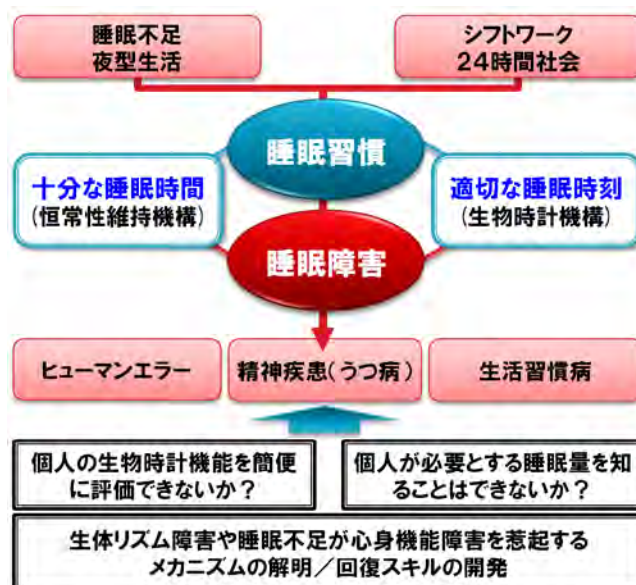 睡眠不足
夜型生活
シフトワーク
24時間社会
睡眠習慣
十分な睡眠時間
(恒常性維持機構)
適切な睡眠時刻
(生物時計機構)
睡眠障害
ヒューマンエラー
精神疾患(うつ病)
生活習慣病
個人の生物時計機能を簡便
に評価できないか?
個人が必要とする睡眠量を知
ることはできないか?
生体リズム障害や睡眠不足が心身機能障害を惹起する
メカニズムの解明/回復スキルの開発